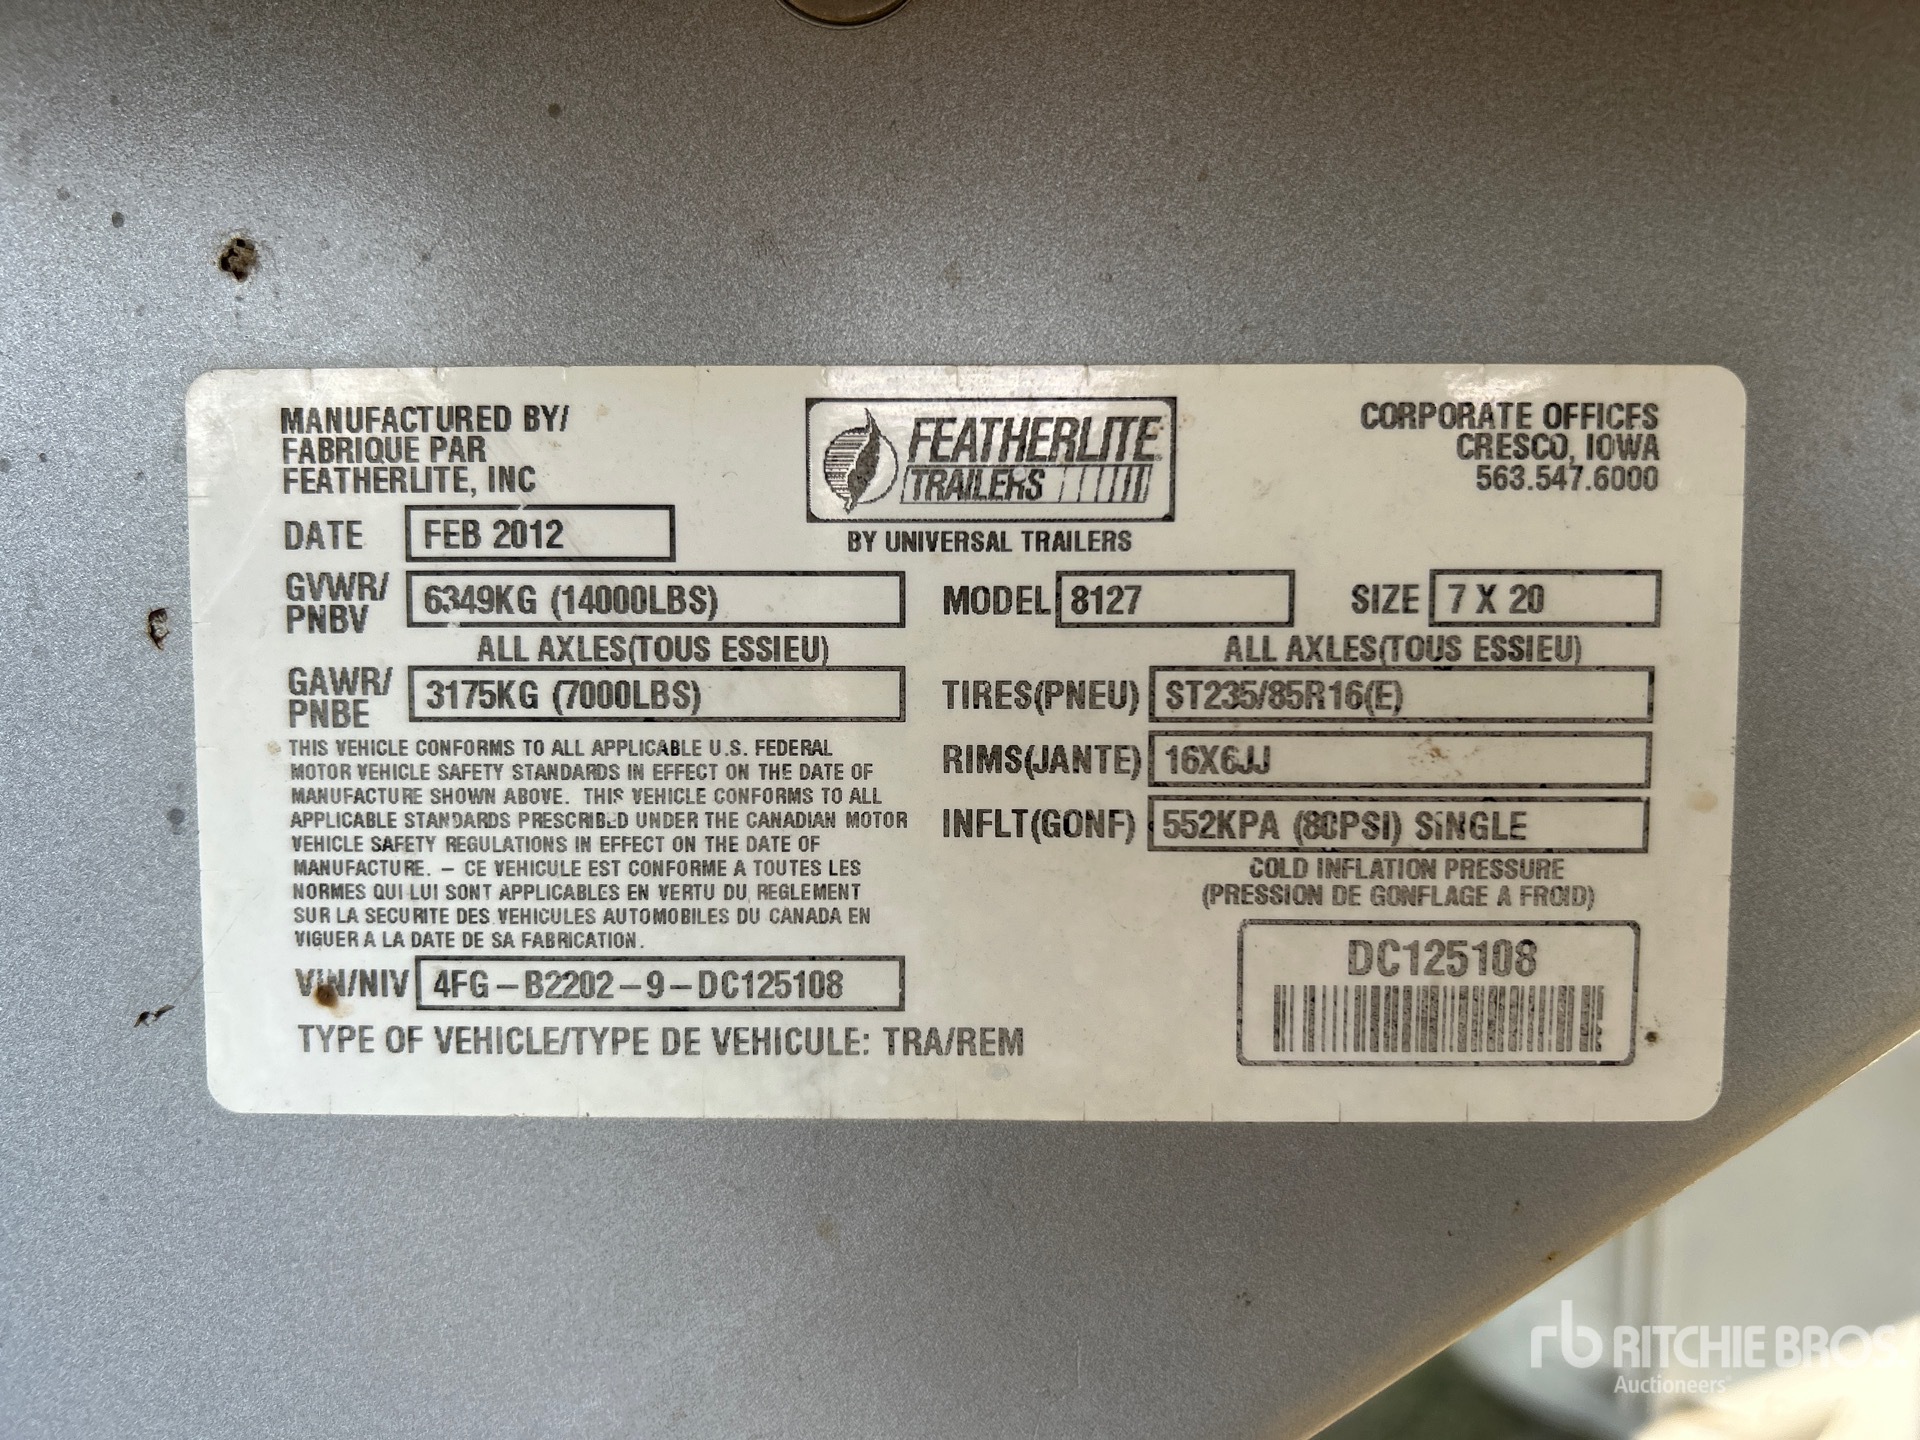 MANUFACTURED BY/
FABRIQUE PAR
FEATHERLITE, INC
FEATHERLITE
TRAILERS
BY UNIVERSAL TRAILERS
CORPORATE OFFICES
CRESCO, IOWA
563.547.6000
DATE FEB 2012
GVWR/
PNBV 6349KG (14000LBS)
MODEL 8127 SIZE 7 X 20
ALL AXLES(TOUS ESSIEU)
GAWR/
PNBE 3175KG (7000LBS)
ALL AXLES(TOUS ESSIEU)
TIRES(PNEU) ST235/85R16(E)
RIMS(JANTE) 16X6JJ
INFLT(GONF) 552KPA (80PSI) SINGLE
COLD INFLATION PRESSURE
(PRESSION DE GONFLAGE A FROID)
THIS VEHICLE CONFORMS TO ALL APPLICABLE U.S. FEDERAL
MOTOR VEHICLE SAFETY STANDARDS IN EFFECT ON THE DATE OF
MANUFACTURE SHOWN ABOVE. THIS VEHICLE CONFORMS TO ALL
APPLICABLE STANDARDS PRESCRIBED UNDER THE CANADIAN MOTOR
VEHICLE SAFETY REGULATIONS IN EFFECT ON THE DATE OF
MANUFACTURE. – CE VEHICULE EST CONFORME A TOUTES LES
NORMES QUI LUI SONT APPLICABLES EN VERTU DU REGLEMENT
SUR LA SECURITE DES VEHICULES AUTOMOBILES DU CANADA EN
VIGUER A LA DATE DE SA FABRICATION.
VIN/NIV 4FG – B2202 – 9 – DC125108
DC125108
TYPE OF VEHICLE/TYPE DE VEHICULE: TRA/REM
rb RITCHIE BROS
Auctioneers